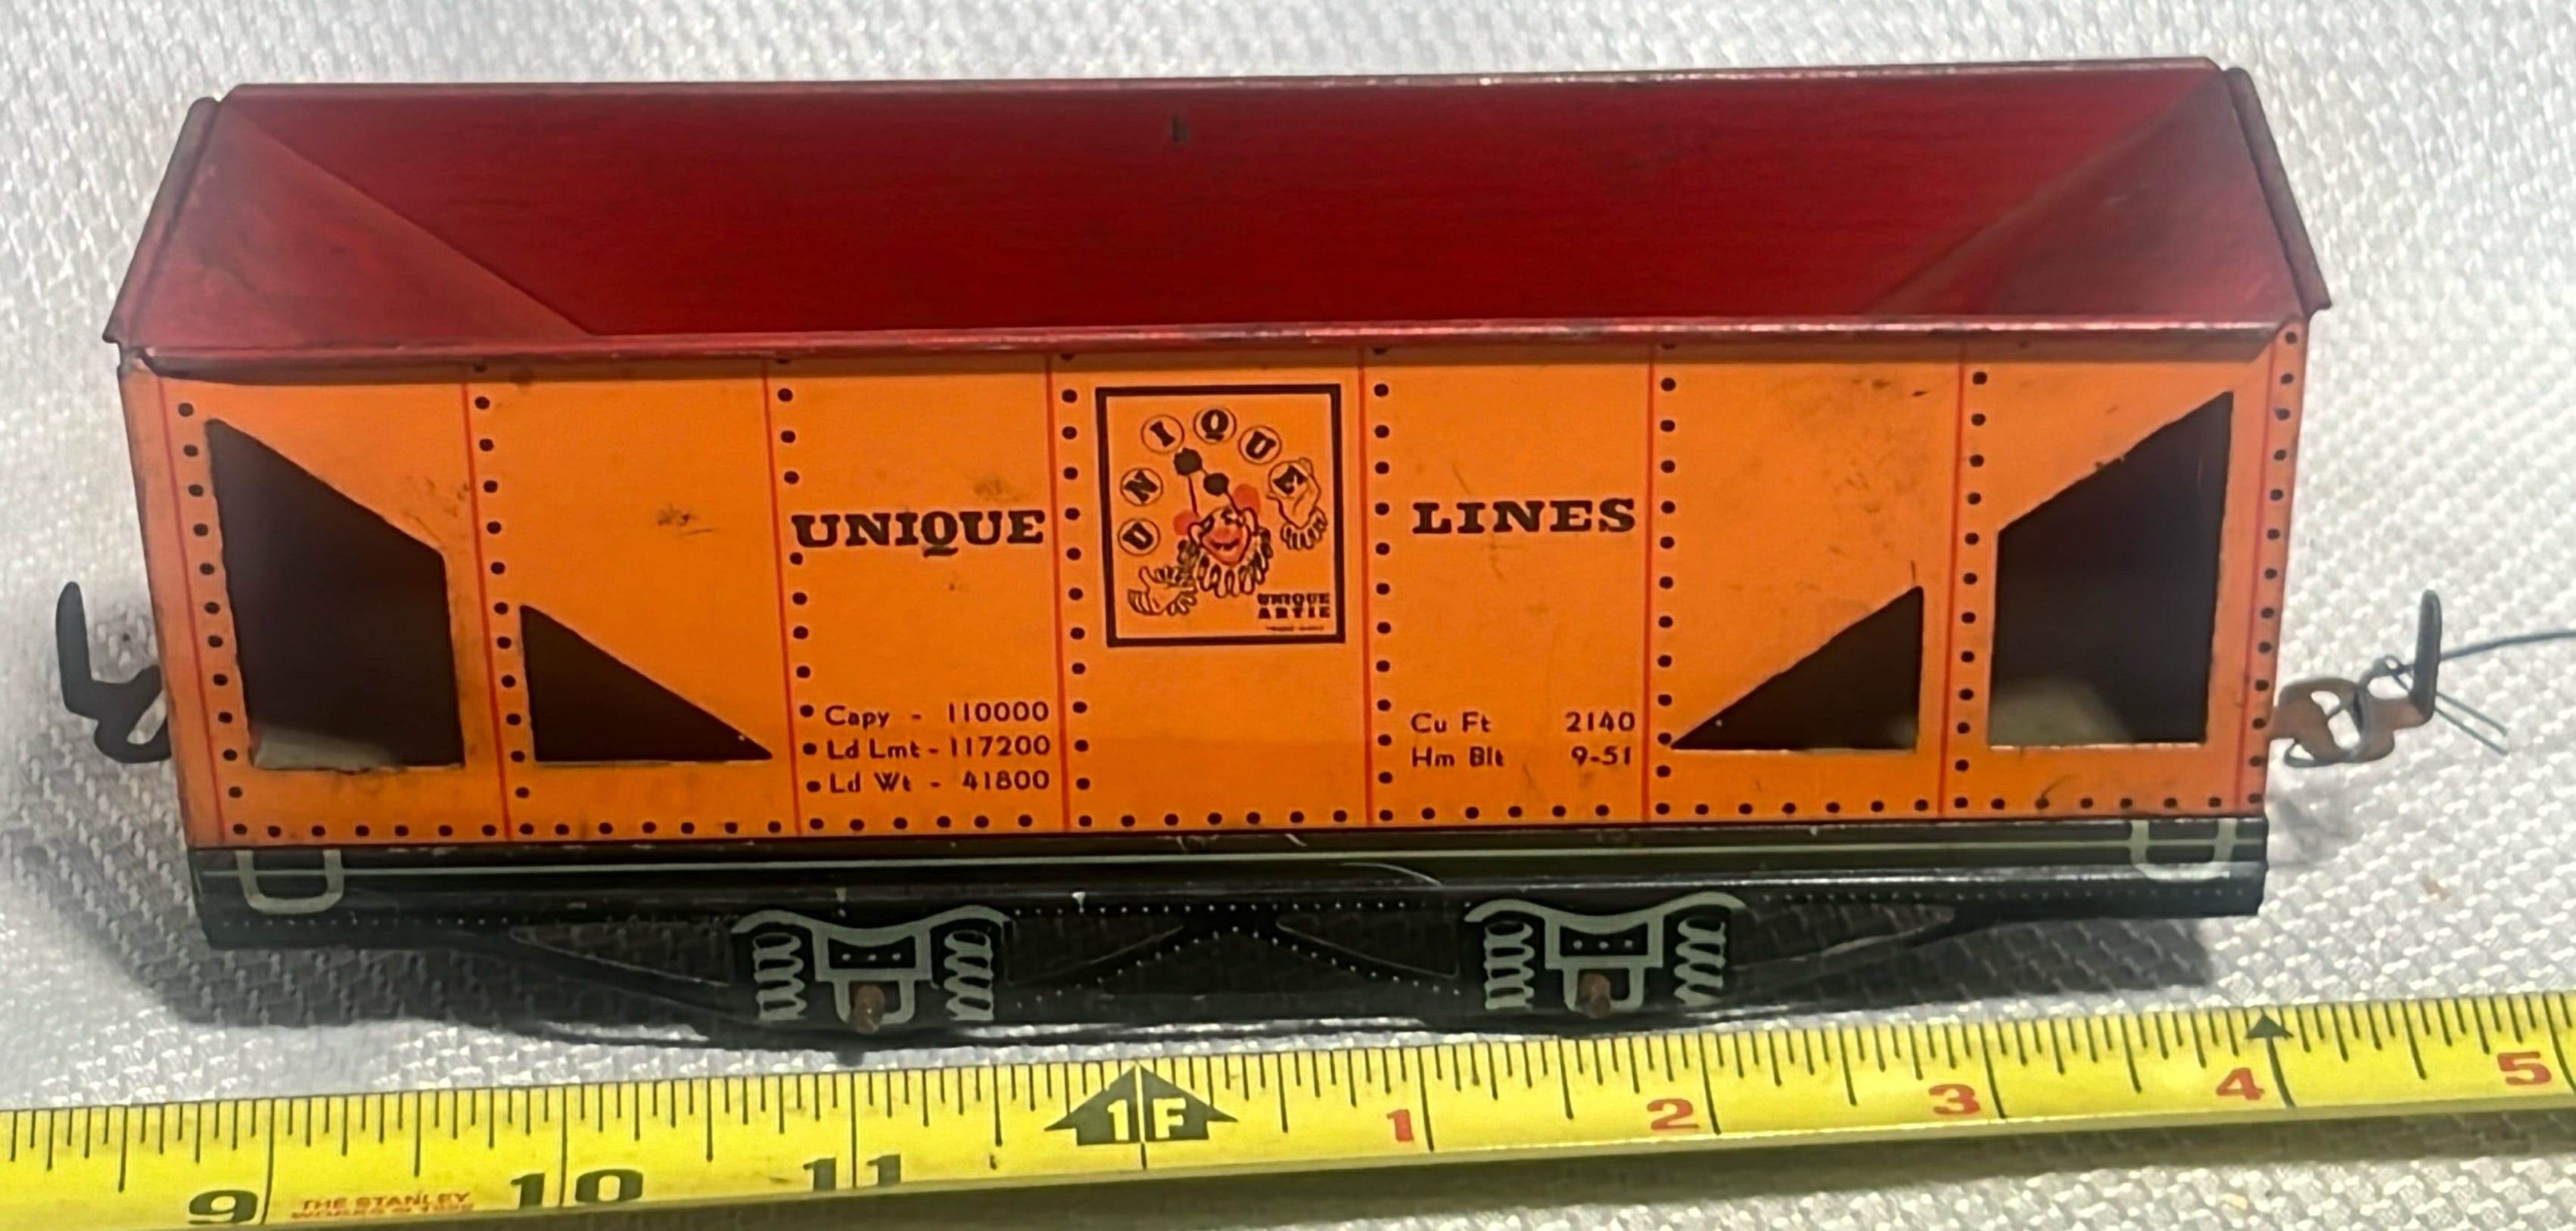 UNIQUE
UNIQUE
LINES
UNIQUE
ARTIE
Capy - 110000
Ld Lmt - 117200
Ld Wt - 41800
Cu Ft 2140
Hm Blt 9-51
1F
1
2
3
4
5
9
10
11
THE STANLEY